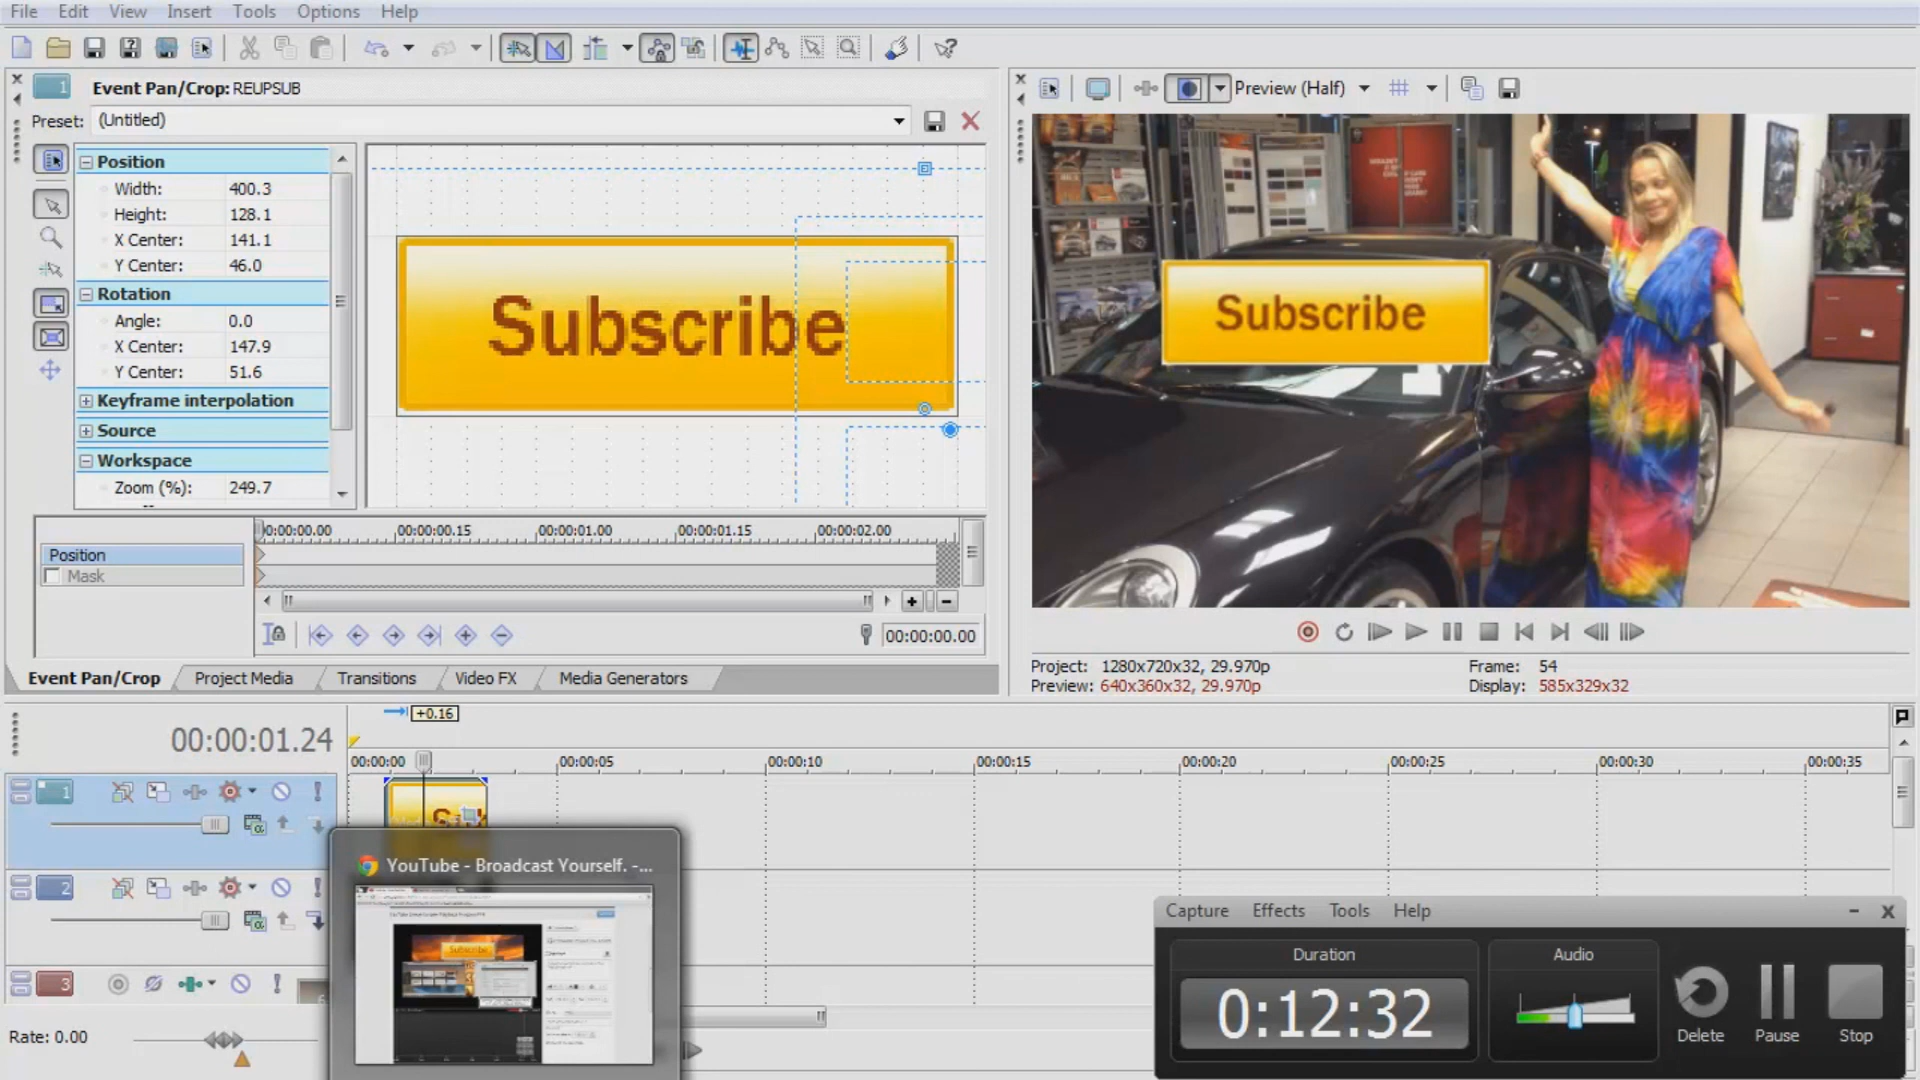 File Edit View Insert Tools Options Help
1 Event Pan/Crop: REUPSUB
Preset: (Untitled)
Position
Width: 400.3
Height: 128.1
X Center: 141.1
Y Center: 46.0
Rotation
Angle: 0.0
X Center: 147.9
Y Center: 51.6
Keyframe interpolation
Source
Workspace
Zoom (%): 249.7
Subscribe
Position
Mask
00:00:00.00 00:00:00.15 00:00:01.00 00:00:01.15 00:00:02.00
00:00:00.00
Event Pan/Crop Project Media Transitions Video FX Media Generators
Preview (Half)
Subscribe
Project: 1280x720x32, 29.970p
Preview: 640x360x32, 29.970p
Frame: 54
Display: 585x329x32
+0.16
00:00:01.24
00:00:00 00:00:05 00:00:10 00:00:15 00:00:20 00:00:25 00:00:30 00:00:35
1
2
3
Rate: 0.00
YouTube - Broadcast Yourself. -...
Subscribe
Capture Effects Tools Help
Duration
0:12:32
Audio
Delete Pause Stop